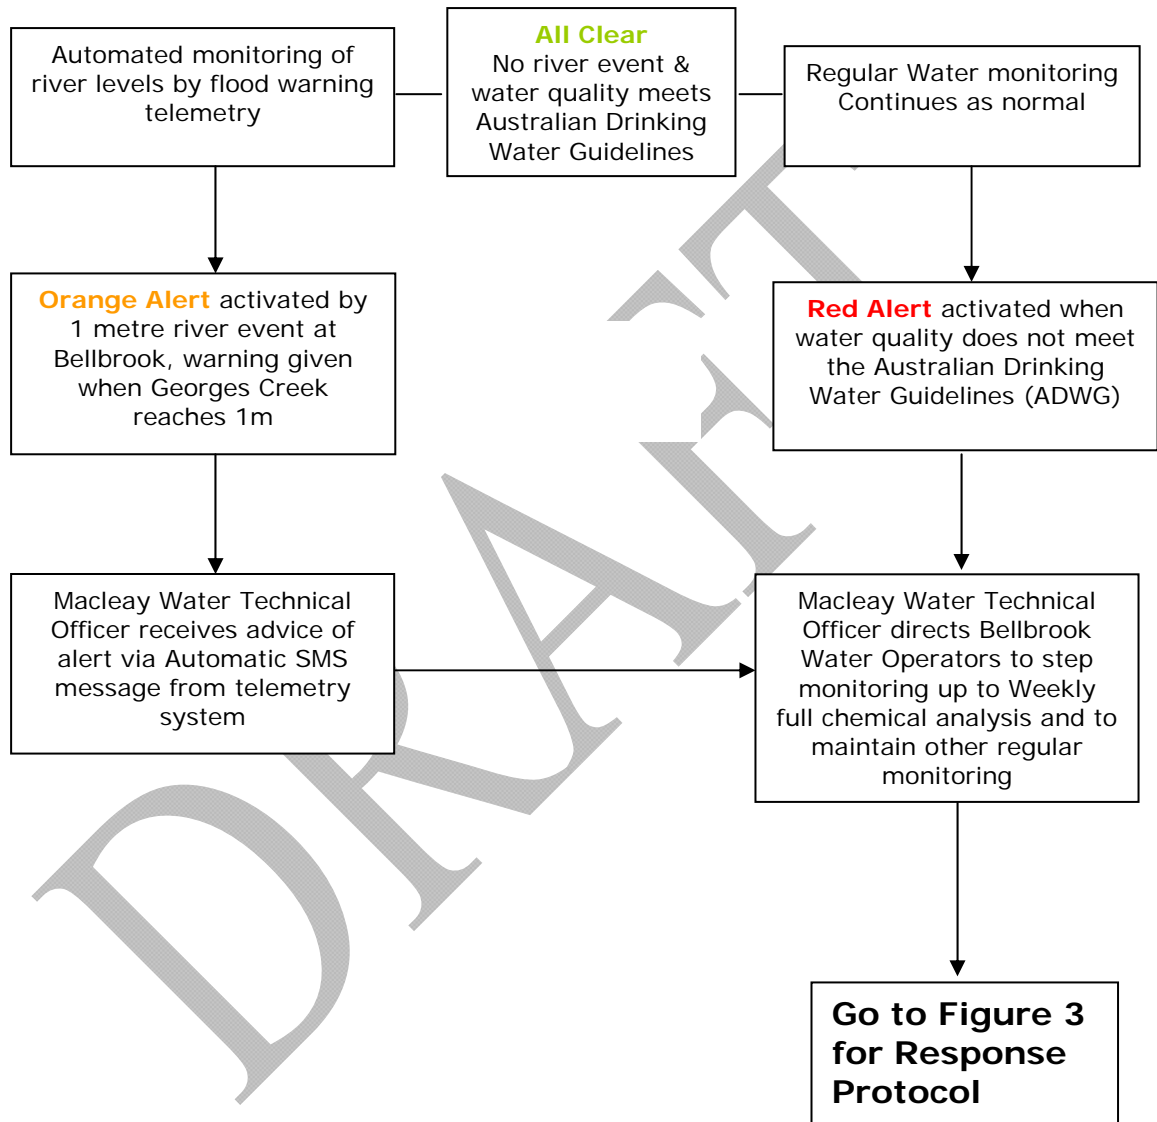 Automated monitoring of
river levels by flood warning
telemetry
All Clear
No river event &
water quality meets
Australian Drinking
Water Guidelines
Regular Water monitoring
Continues as normal
Orange Alert activated by
1 metre river event at
Bellbrook, warning given
when Georges Creek
reaches 1m
Red Alert activated when
water quality does not meet
the Australian Drinking
Water Guidelines (ADWG)
Macleay Water Technical
Officer receives advice of
alert via Automatic SMS
message from telemetry
system
Macleay Water Technical
Officer directs Bellbrook
Water Operators to step
monitoring up to Weekly
full chemical analysis and to
maintain other regular
monitoring
Go to Figure 3
for Response
Protocol
DRAFT